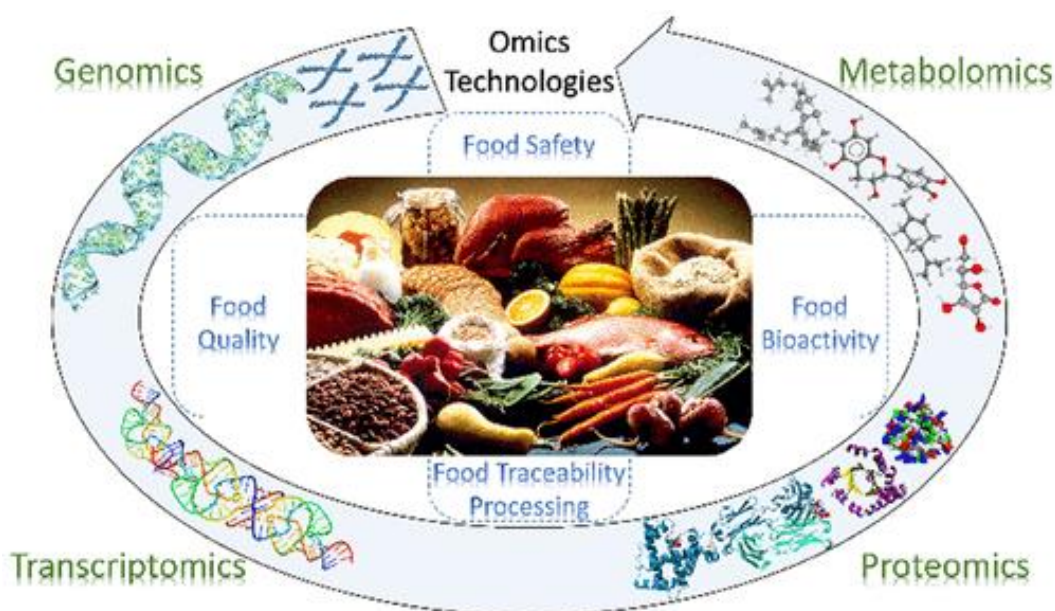 Omics
Technologies
Genomics
Metabolomics
Food Safety
Food
Quality
Food
Bioactivity
Food Traceability
Processing
Transcriptomics
Proteomics